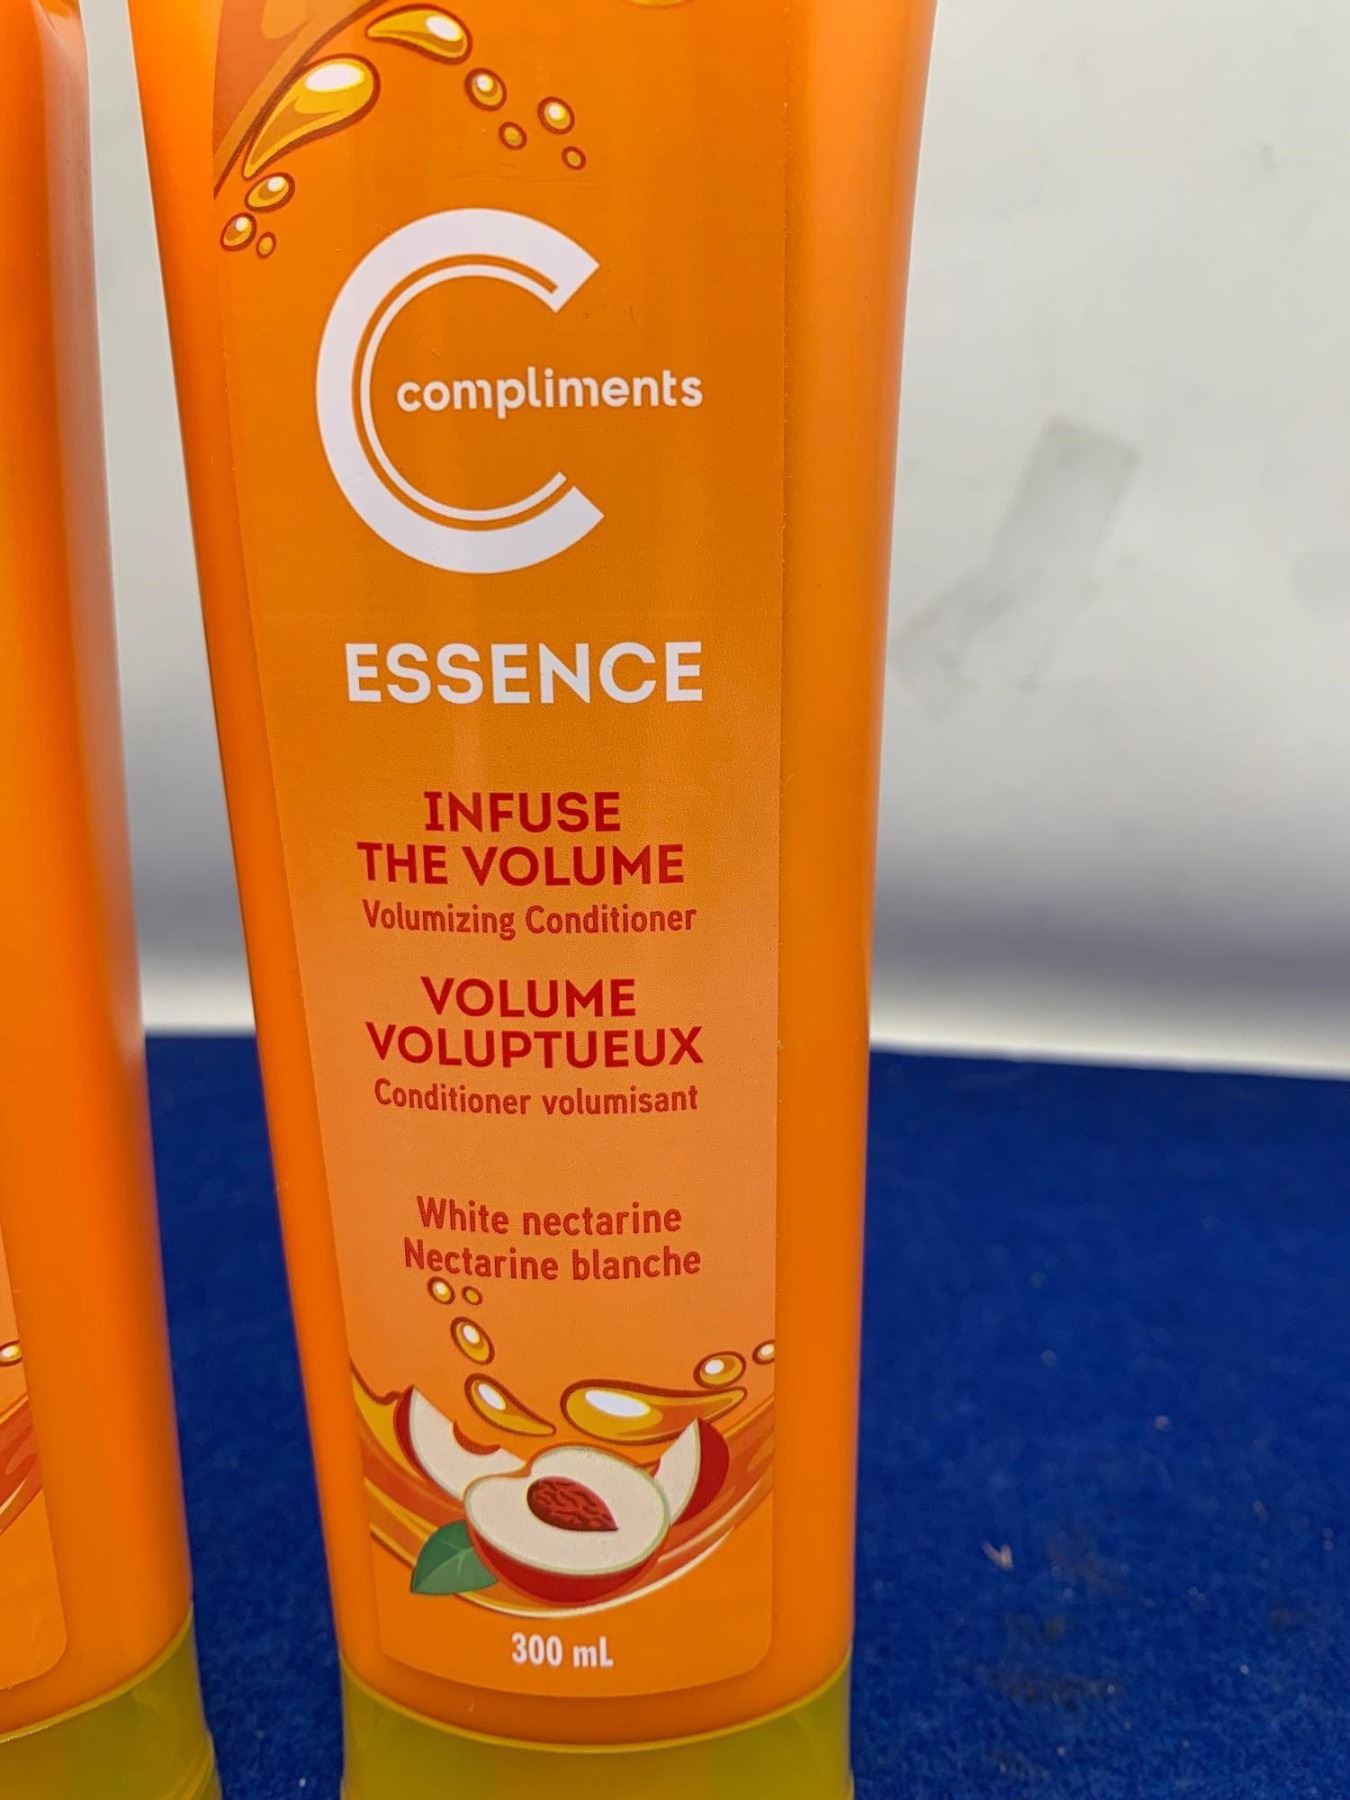 compliments
ESSENCE
INFUSE
THE VOLUME
Volumizing Conditioner
VOLUME
VOLUPTUEUX
Conditioner volumisant
White nectarine
Nectarine blanche
300 mL